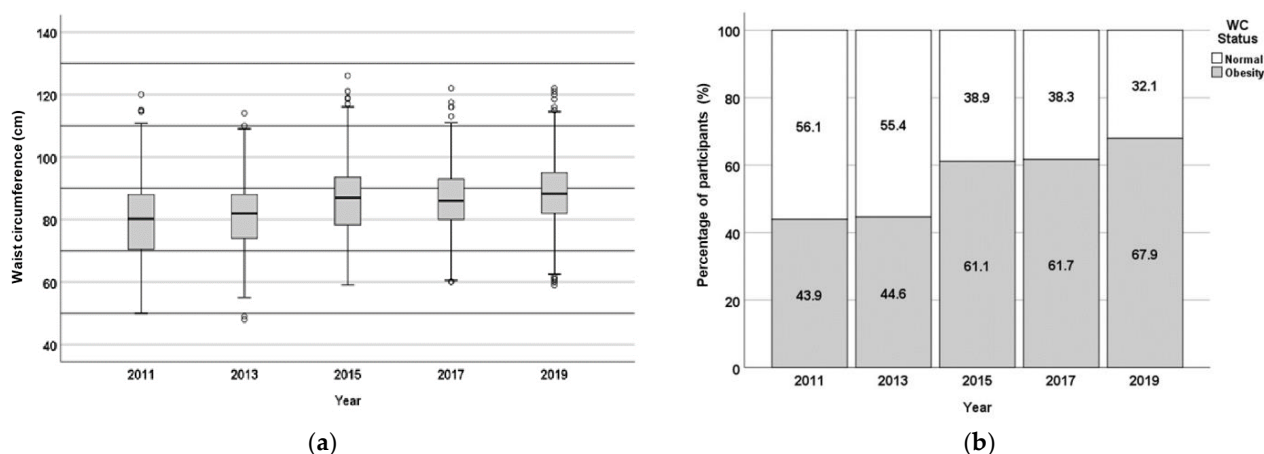 Waist circumference (cm)
140
120
100
80
60
40
2011 2013 2015 2017 2019
Year
(a)
Percentage of participants (%)
100
80
60
40
20
0
56.1 55.4 38.9 38.3 32.1
43.9 44.6 61.1 61.7 67.9
2011 2013 2015 2017 2019
Year
WC
Status
Normal
Obesity
(b)